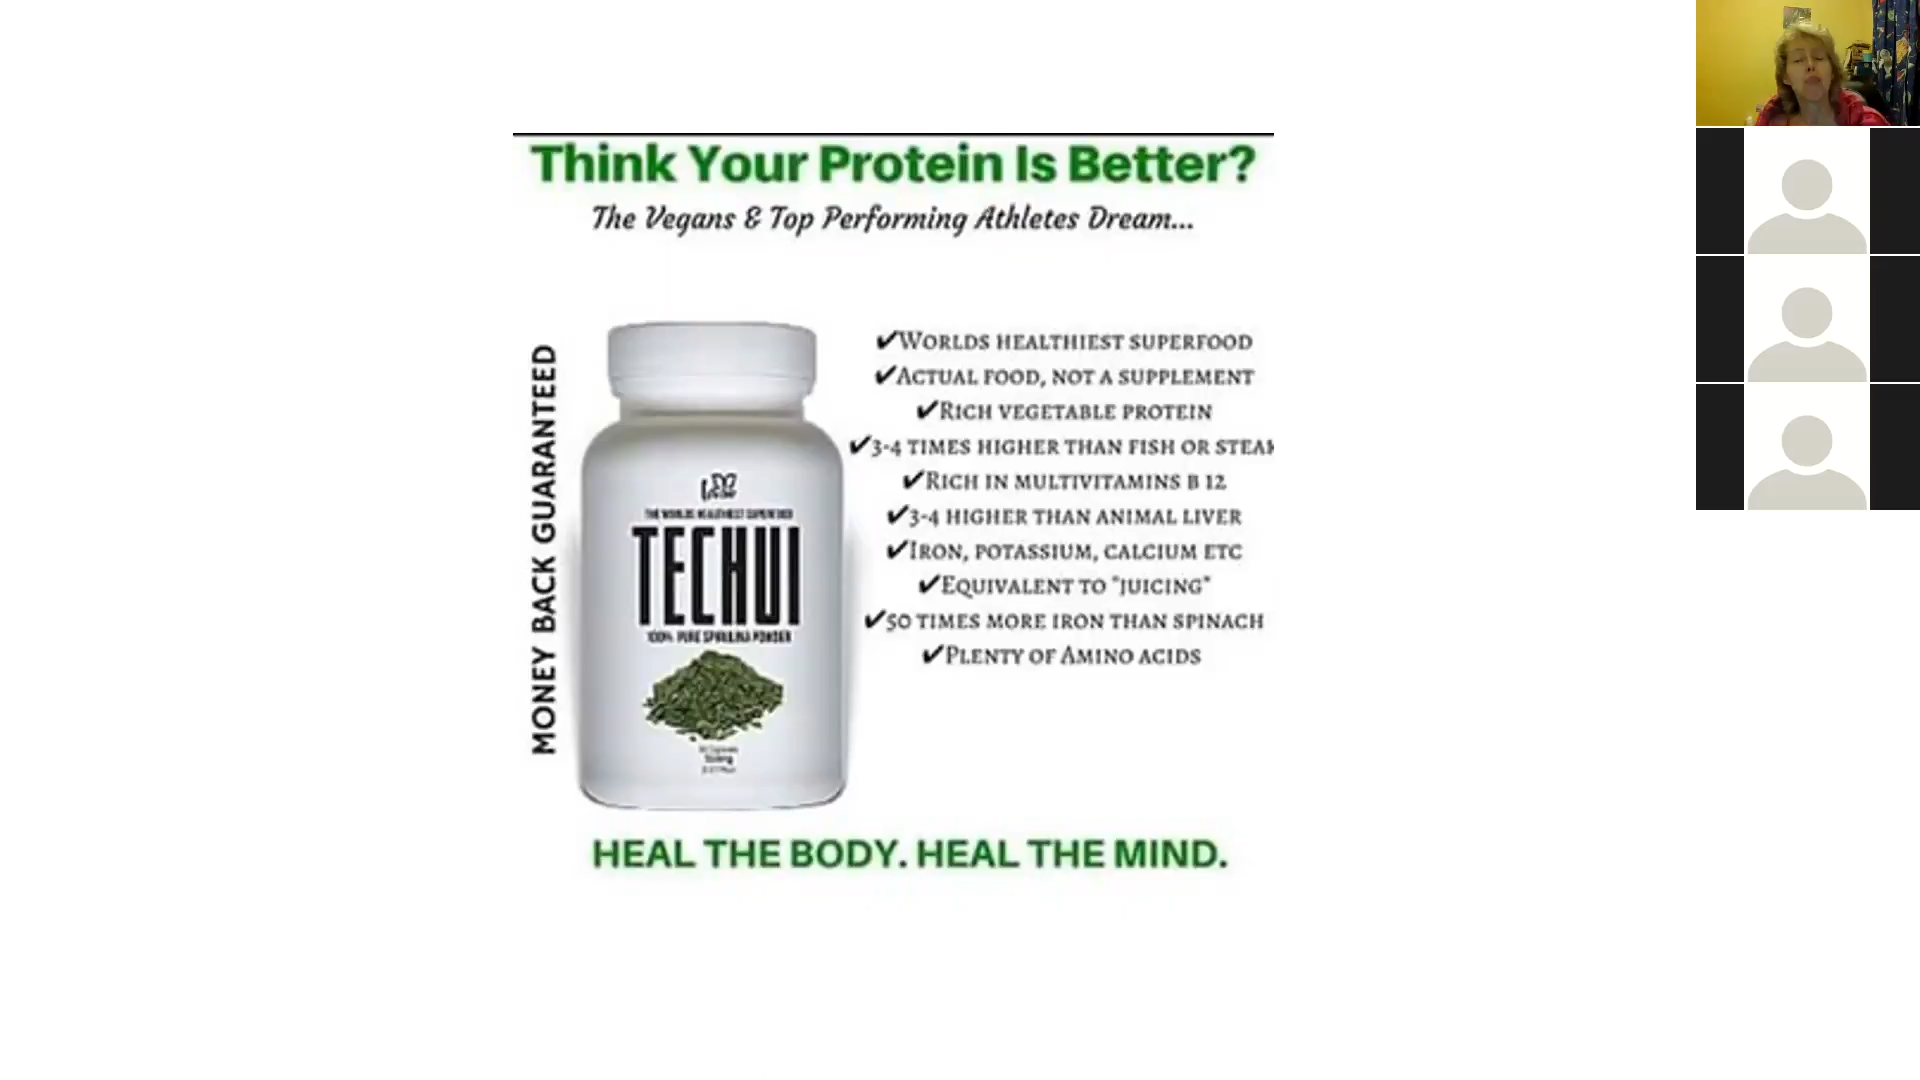 Think Your Protein Is Better?
The Vegans & Top Performing Athletes Dream...
MONEY BACK GUARANTEED
✔WORLDS HEALTHIEST SUPERFOOD
✔ACTUAL FOOD, NOT A SUPPLEMENT
✔RICH VEGETABLE PROTEIN
✔3-4 TIMES HIGHER THAN FISH OR STEAK
✔RICH IN MULTIVITAMINS B 12
✔3-4 HIGHER THAN ANIMAL LIVER
✔IRON, POTASSIUM, CALCIUM ETC
✔EQUIVALENT TO "JUICING"
✔50 TIMES MORE IRON THAN SPINACH
✔PLENTY OF AMINO ACIDS
THE WORLDS HEALTHIEST SUPERFOOD
TECHUI
100% PURE SPIRULINA POWDER
HEAL THE BODY. HEAL THE MIND.